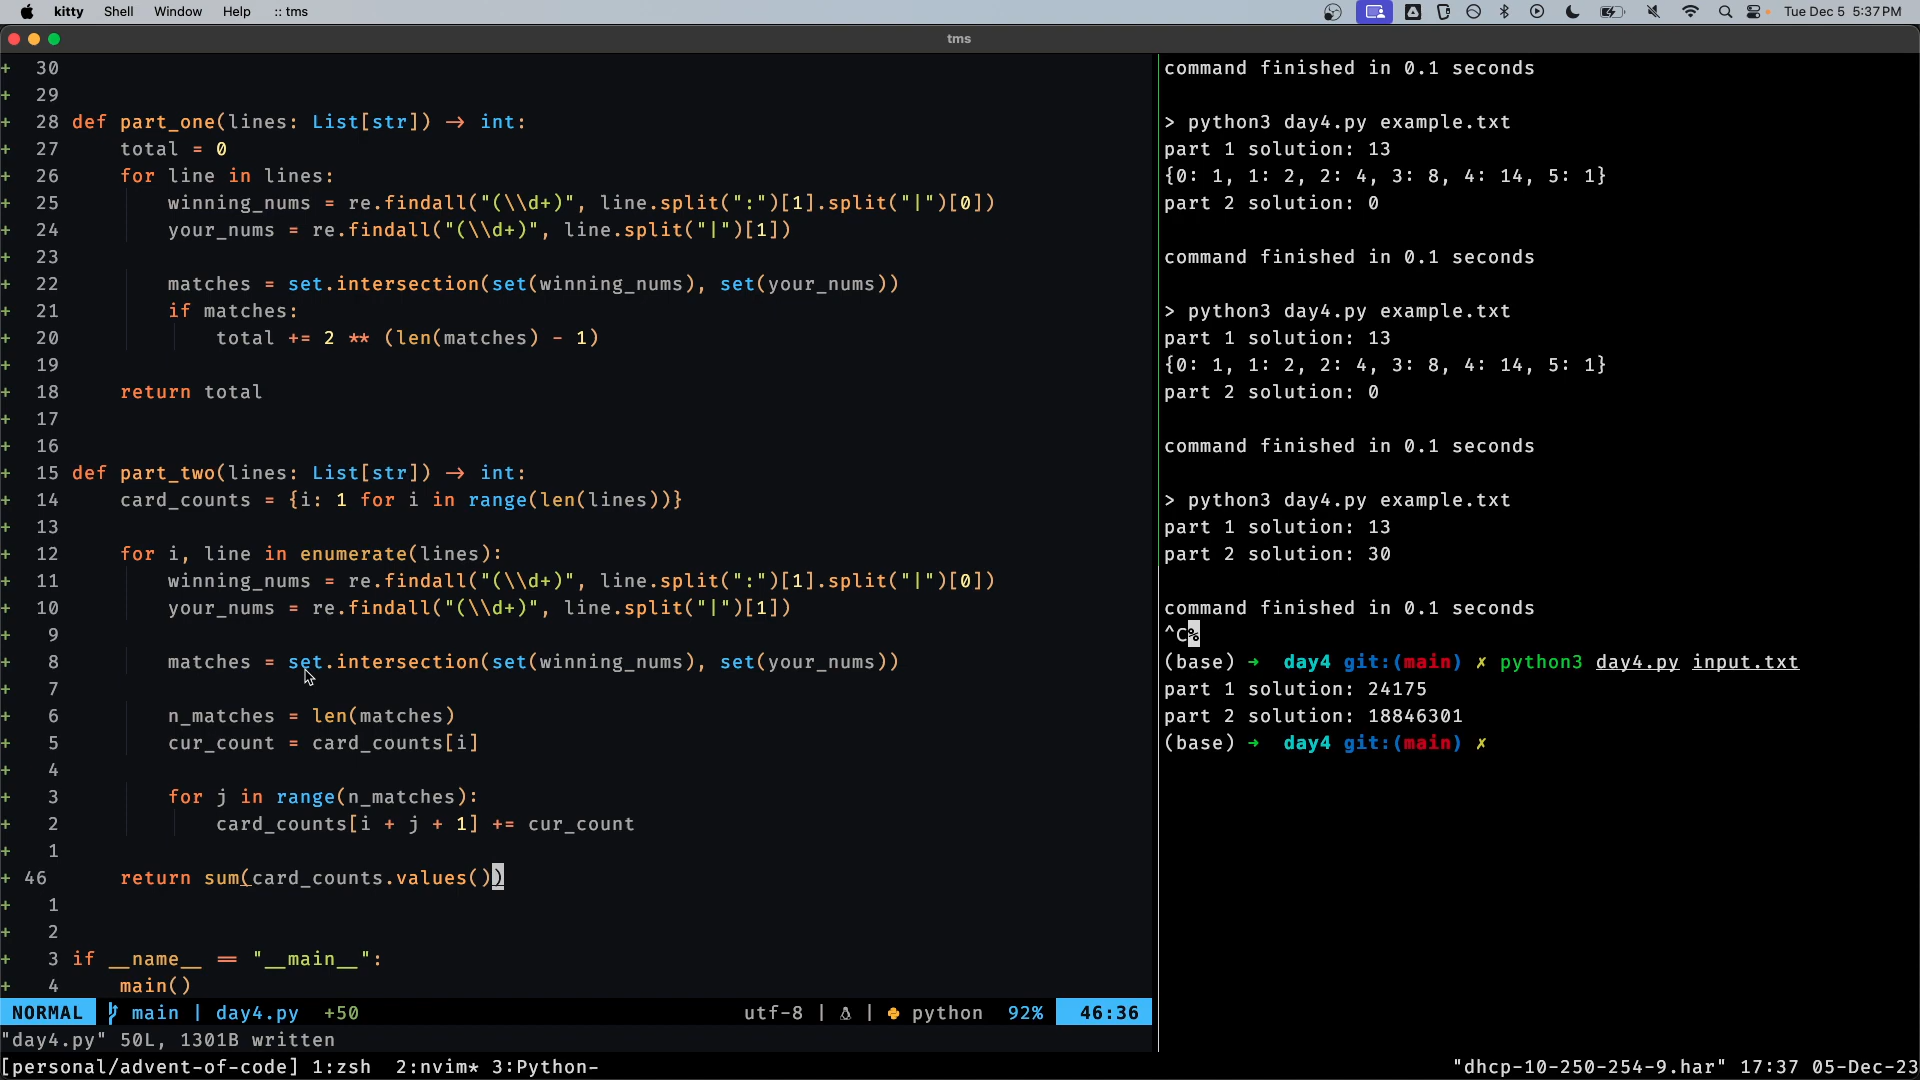 kitty Shell Window Help :: tms
Tue Dec 5 5:37 PM
tms
+ 30
+ 29
+ 28 def part_one(lines: List[str]) → int:
+ 27 total = 0
+ 26 for line in lines:
+ 25 winning_nums = re.findall("(\\d+)", line.split(":")[1].split("|")[0])
+ 24 your_nums = re.findall("(\\d+)", line.split("|")[1])
+ 23
+ 22 matches = set.intersection(set(winning_nums), set(your_nums))
+ 21 if matches:
+ 20 total += 2 ** (len(matches) - 1)
+ 19
+ 18 return total
+ 17
+ 16
+ 15 def part_two(lines: List[str]) → int:
+ 14 card_counts = {i: 1 for i in range(len(lines))}
+ 13
+ 12 for i, line in enumerate(lines):
+ 11 winning_nums = re.findall("(\\d+)", line.split(":")[1].split("|")[0])
+ 10 your_nums = re.findall("(\\d+)", line.split("|")[1])
+ 9
+ 8 matches = set.intersection(set(winning_nums), set(your_nums))
+ 7
+ 6 n_matches = len(matches)
+ 5 cur_count = card_counts[i]
+ 4
+ 3 for j in range(n_matches):
+ 2 card_counts[i + j + 1] += cur_count
+ 1
+ 46 return sum(card_counts.values())
+ 1
+ 2
+ 3 if __name__ == "__main__":
+ 4 main()
NORMAL main | day4.py +50 utf-8 | | python 92% 46:36
"day4.py" 50L, 1301B written
command finished in 0.1 seconds
> python3 day4.py example.txt
part 1 solution: 13
{0: 1, 1: 2, 2: 4, 3: 8, 4: 14, 5: 1}
part 2 solution: 0
command finished in 0.1 seconds
> python3 day4.py example.txt
part 1 solution: 13
{0: 1, 1: 2, 2: 4, 3: 8, 4: 14, 5: 1}
part 2 solution: 0
command finished in 0.1 seconds
> python3 day4.py example.txt
part 1 solution: 13
part 2 solution: 30
command finished in 0.1 seconds
^C%
(base) → day4 git:(main) ✗ python3 day4.py input.txt
part 1 solution: 24175
part 2 solution: 18846301
(base) → day4 git:(main) ✗
[personal/advent-of-code] 1:zsh 2:nvim* 3:Python- "dhcp-10-250-254-9.har" 17:37 05-Dec-23